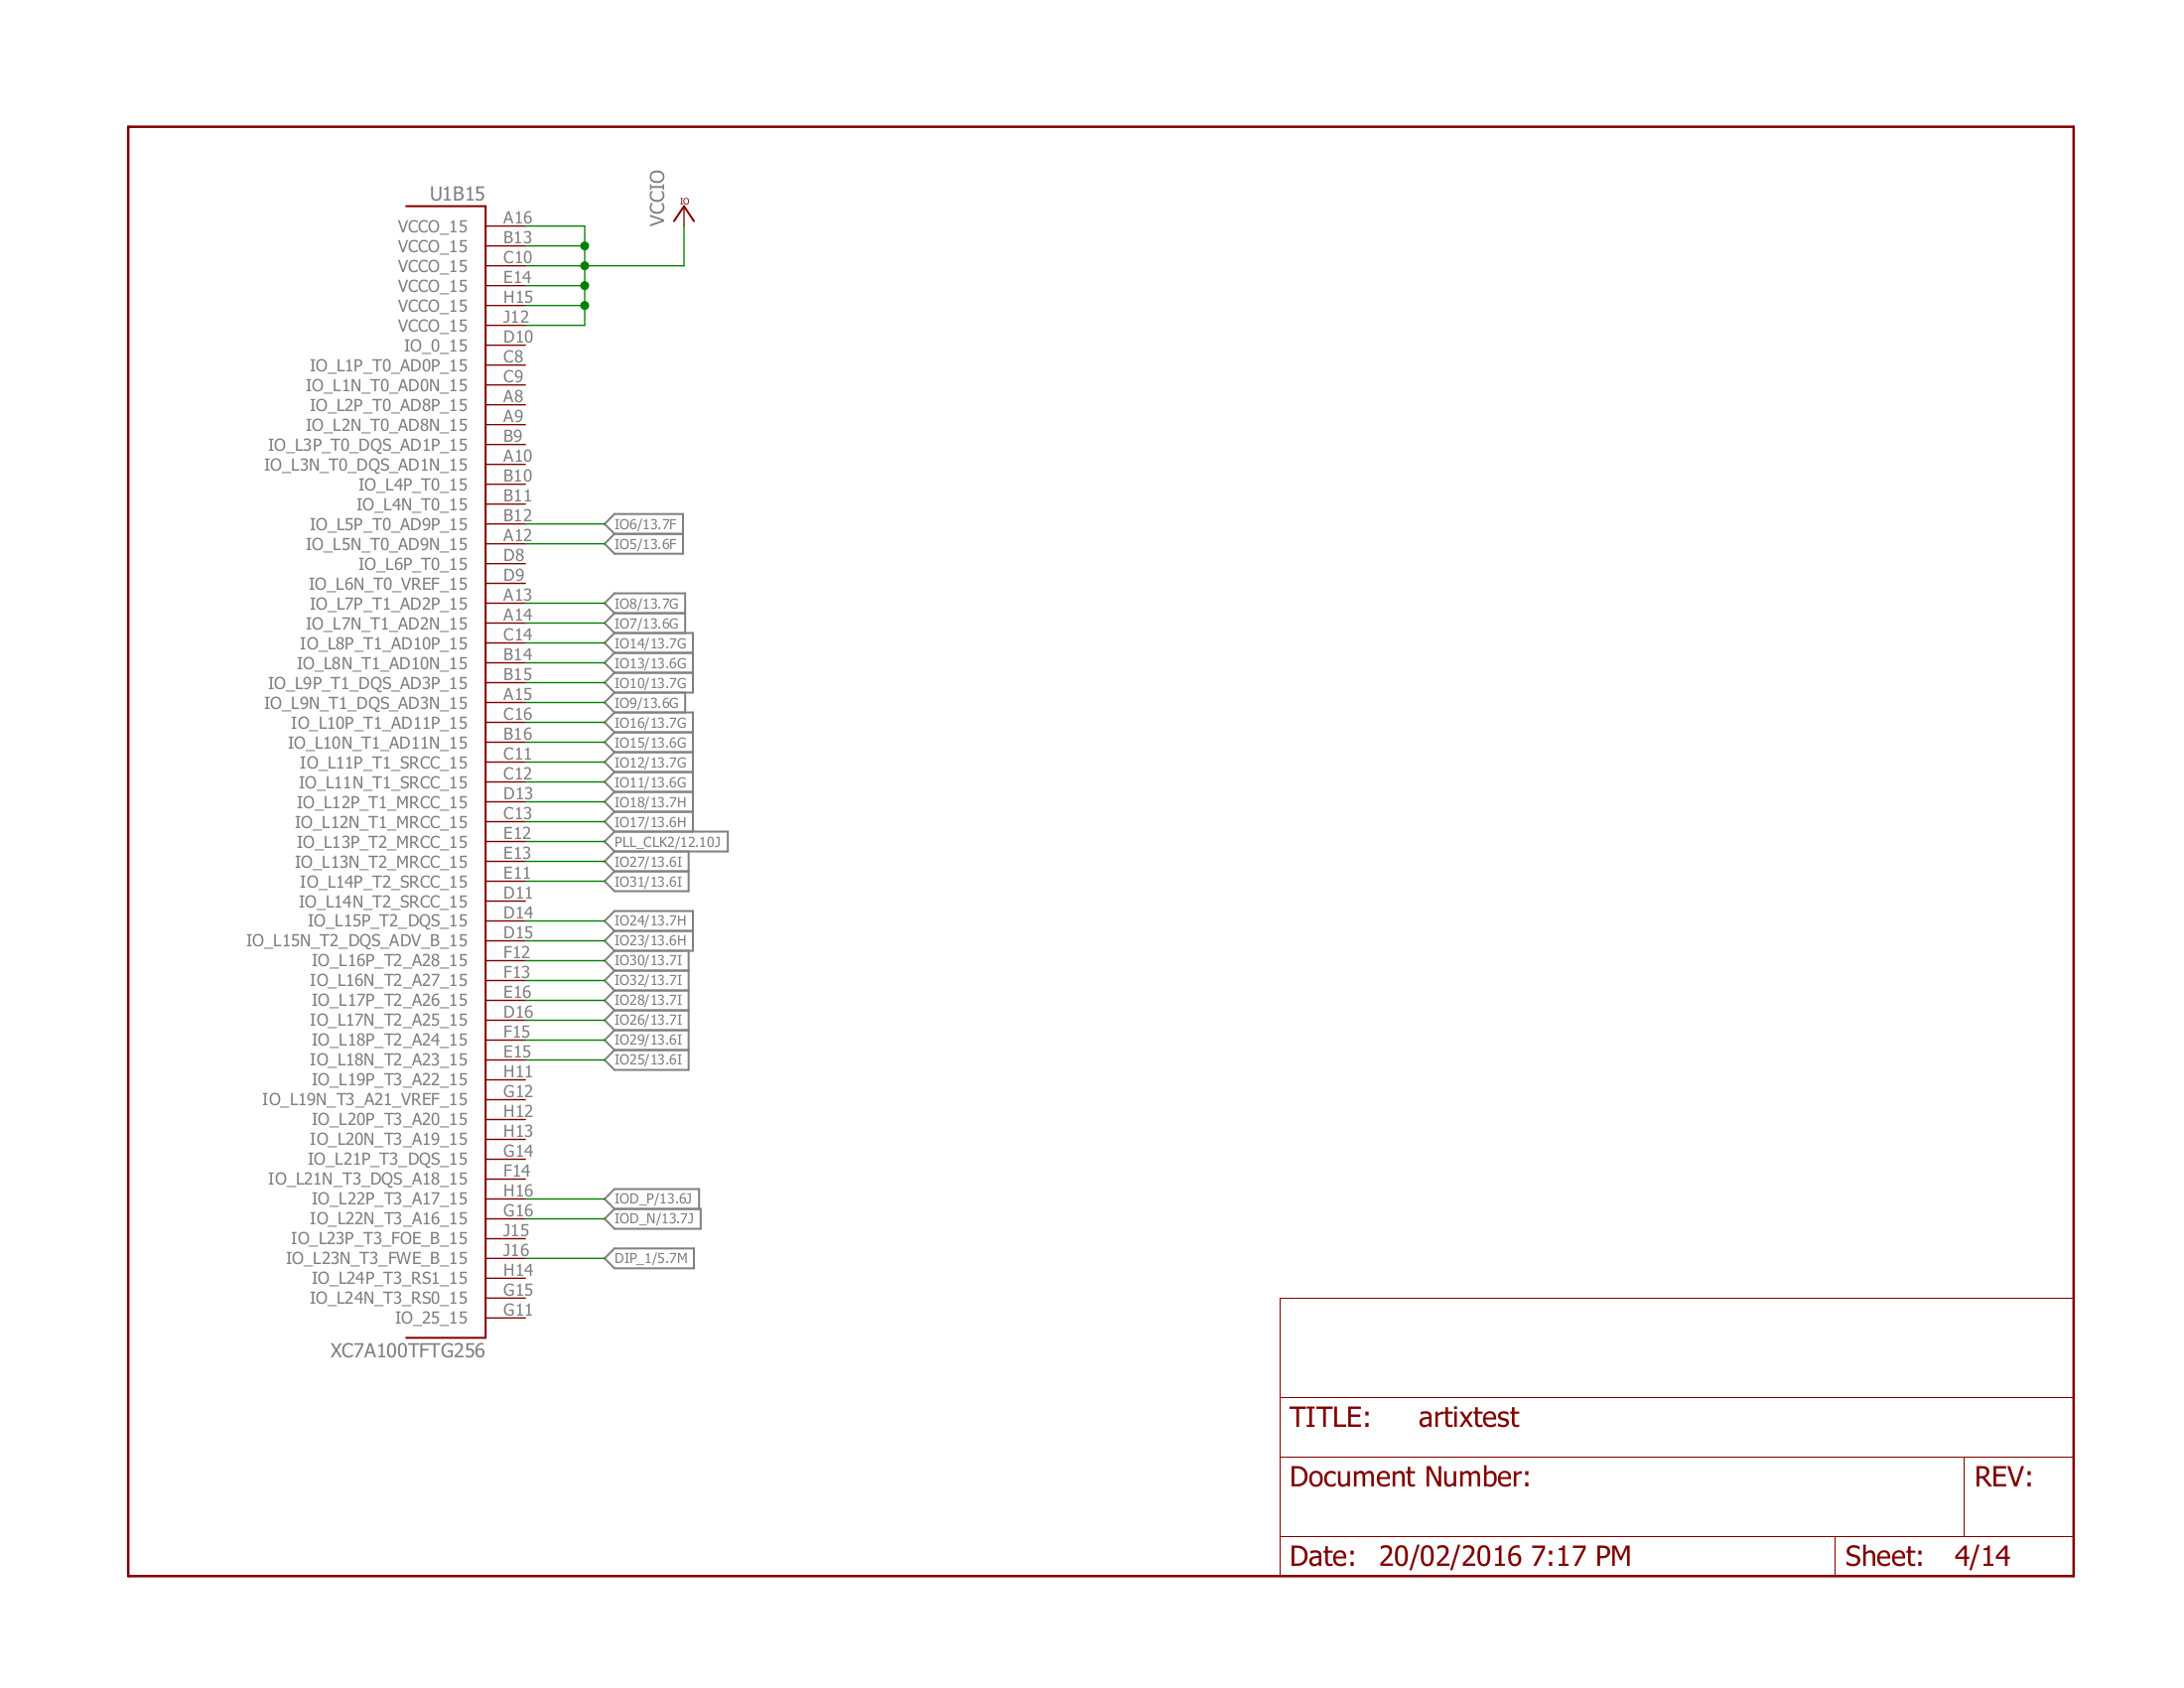 U1B15
VCCIO
IO
VCCO_15 A16
VCCO_15 B13
VCCO_15 C10
VCCO_15 E14
VCCO_15 H15
VCCO_15 J12
IO_0_15 D10
IO_L1P_T0_AD0P_15 C8
IO_L1N_T0_AD0N_15 C9
IO_L2P_T0_AD8P_15 A8
IO_L2N_T0_AD8N_15 A9
IO_L3P_T0_DQS_AD1P_15 B9
IO_L3N_T0_DQS_AD1N_15 A10
IO_L4P_T0_15 B10
IO_L4N_T0_15 B11
IO_L5P_T0_AD9P_15 B12 IO6/13.7F
IO_L5N_T0_AD9N_15 A12 IO5/13.6F
IO_L6P_T0_15 D8
IO_L6N_T0_VREF_15 D9
IO_L7P_T1_AD2P_15 A13 IO8/13.7G
IO_L7N_T1_AD2N_15 A14 IO7/13.6G
IO_L8P_T1_AD10P_15 C14 IO14/13.7G
IO_L8N_T1_AD10N_15 B14 IO13/13.6G
IO_L9P_T1_DQS_AD3P_15 B15 IO10/13.7G
IO_L9N_T1_DQS_AD3N_15 A15 IO9/13.6G
IO_L10P_T1_AD11P_15 C16 IO16/13.7G
IO_L10N_T1_AD11N_15 B16 IO15/13.6G
IO_L11P_T1_SRCC_15 C11 IO12/13.7G
IO_L11N_T1_SRCC_15 C12 IO11/13.6G
IO_L12P_T1_MRCC_15 D13 IO18/13.7H
IO_L12N_T1_MRCC_15 C13 IO17/13.6H
IO_L13P_T2_MRCC_15 E12 PLL_CLK2/12.10J
IO_L13N_T2_MRCC_15 E13 IO27/13.6I
IO_L14P_T2_SRCC_15 E11 IO31/13.6I
IO_L14N_T2_SRCC_15 D11
IO_L15P_T2_DQS_15 D14 IO24/13.7H
IO_L15N_T2_DQS_ADV_B_15 D15 IO23/13.6H
IO_L16P_T2_A28_15 F12 IO30/13.7I
IO_L16N_T2_A27_15 F13 IO32/13.7I
IO_L17P_T2_A26_15 E16 IO28/13.7I
IO_L17N_T2_A25_15 D16 IO26/13.7I
IO_L18P_T2_A24_15 F15 IO29/13.6I
IO_L18N_T2_A23_15 E15 IO25/13.6I
IO_L19P_T3_A22_15 H11
IO_L19N_T3_A21_VREF_15 G12
IO_L20P_T3_A20_15 H12
IO_L20N_T3_A19_15 H13
IO_L21P_T3_DQS_15 G14
IO_L21N_T3_DQS_A18_15 F14
IO_L22P_T3_A17_15 H16 IOD_P/13.6J
IO_L22N_T3_A16_15 G16 IOD_N/13.7J
IO_L23P_T3_FOE_B_15 J15
IO_L23N_T3_FWE_B_15 J16 DIP_1/5.7M
IO_L24P_T3_RS1_15 H14
IO_L24N_T3_RS0_15 G15
IO_25_15 G11
XC7A100TFTG256
TITLE: artixtest
Document Number: REV:
Date: 20/02/2016 7:17 PM Sheet: 4/14